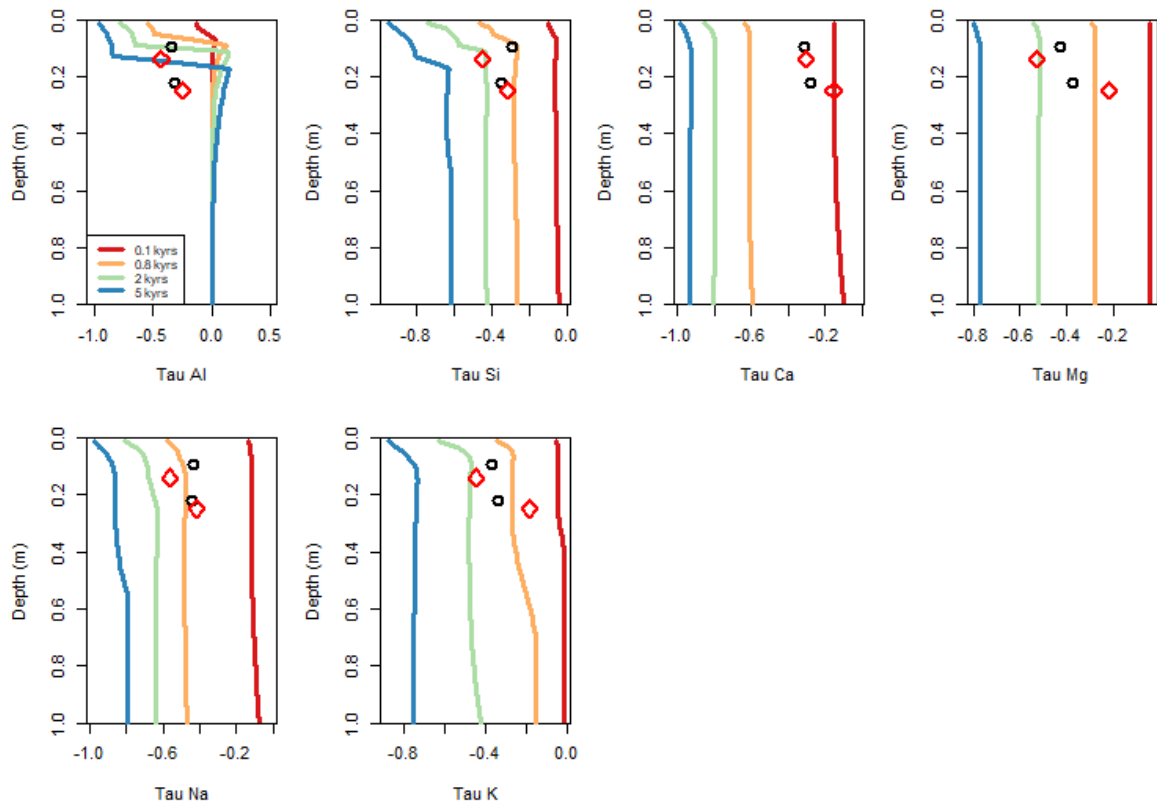 0.0
0.2
0.4
0.6
0.8
1.0
Depth (m)
0.1 kyrs
0.8 kyrs
2 kyrs
5 kyrs
-1.0 -0.5 0.0 0.5
Tau Al
0.0
0.2
0.4
0.6
0.8
1.0
Depth (m)
-1.0 -0.5 0.0
Tau Si
0.0
0.2
0.4
0.6
0.8
1.0
Depth (m)
-1.0 -0.6 -0.2
Tau Ca
0.0
0.2
0.4
0.6
0.8
1.0
Depth (m)
-0.8 -0.6 -0.4 -0.2
Tau Mg
0.0
0.2
0.4
0.6
0.8
1.0
Depth (m)
-1.0 -0.6 -0.2
Tau Na
0.0
0.2
0.4
0.6
0.8
1.0
Depth (m)
-0.8 -0.4 0.0
Tau K